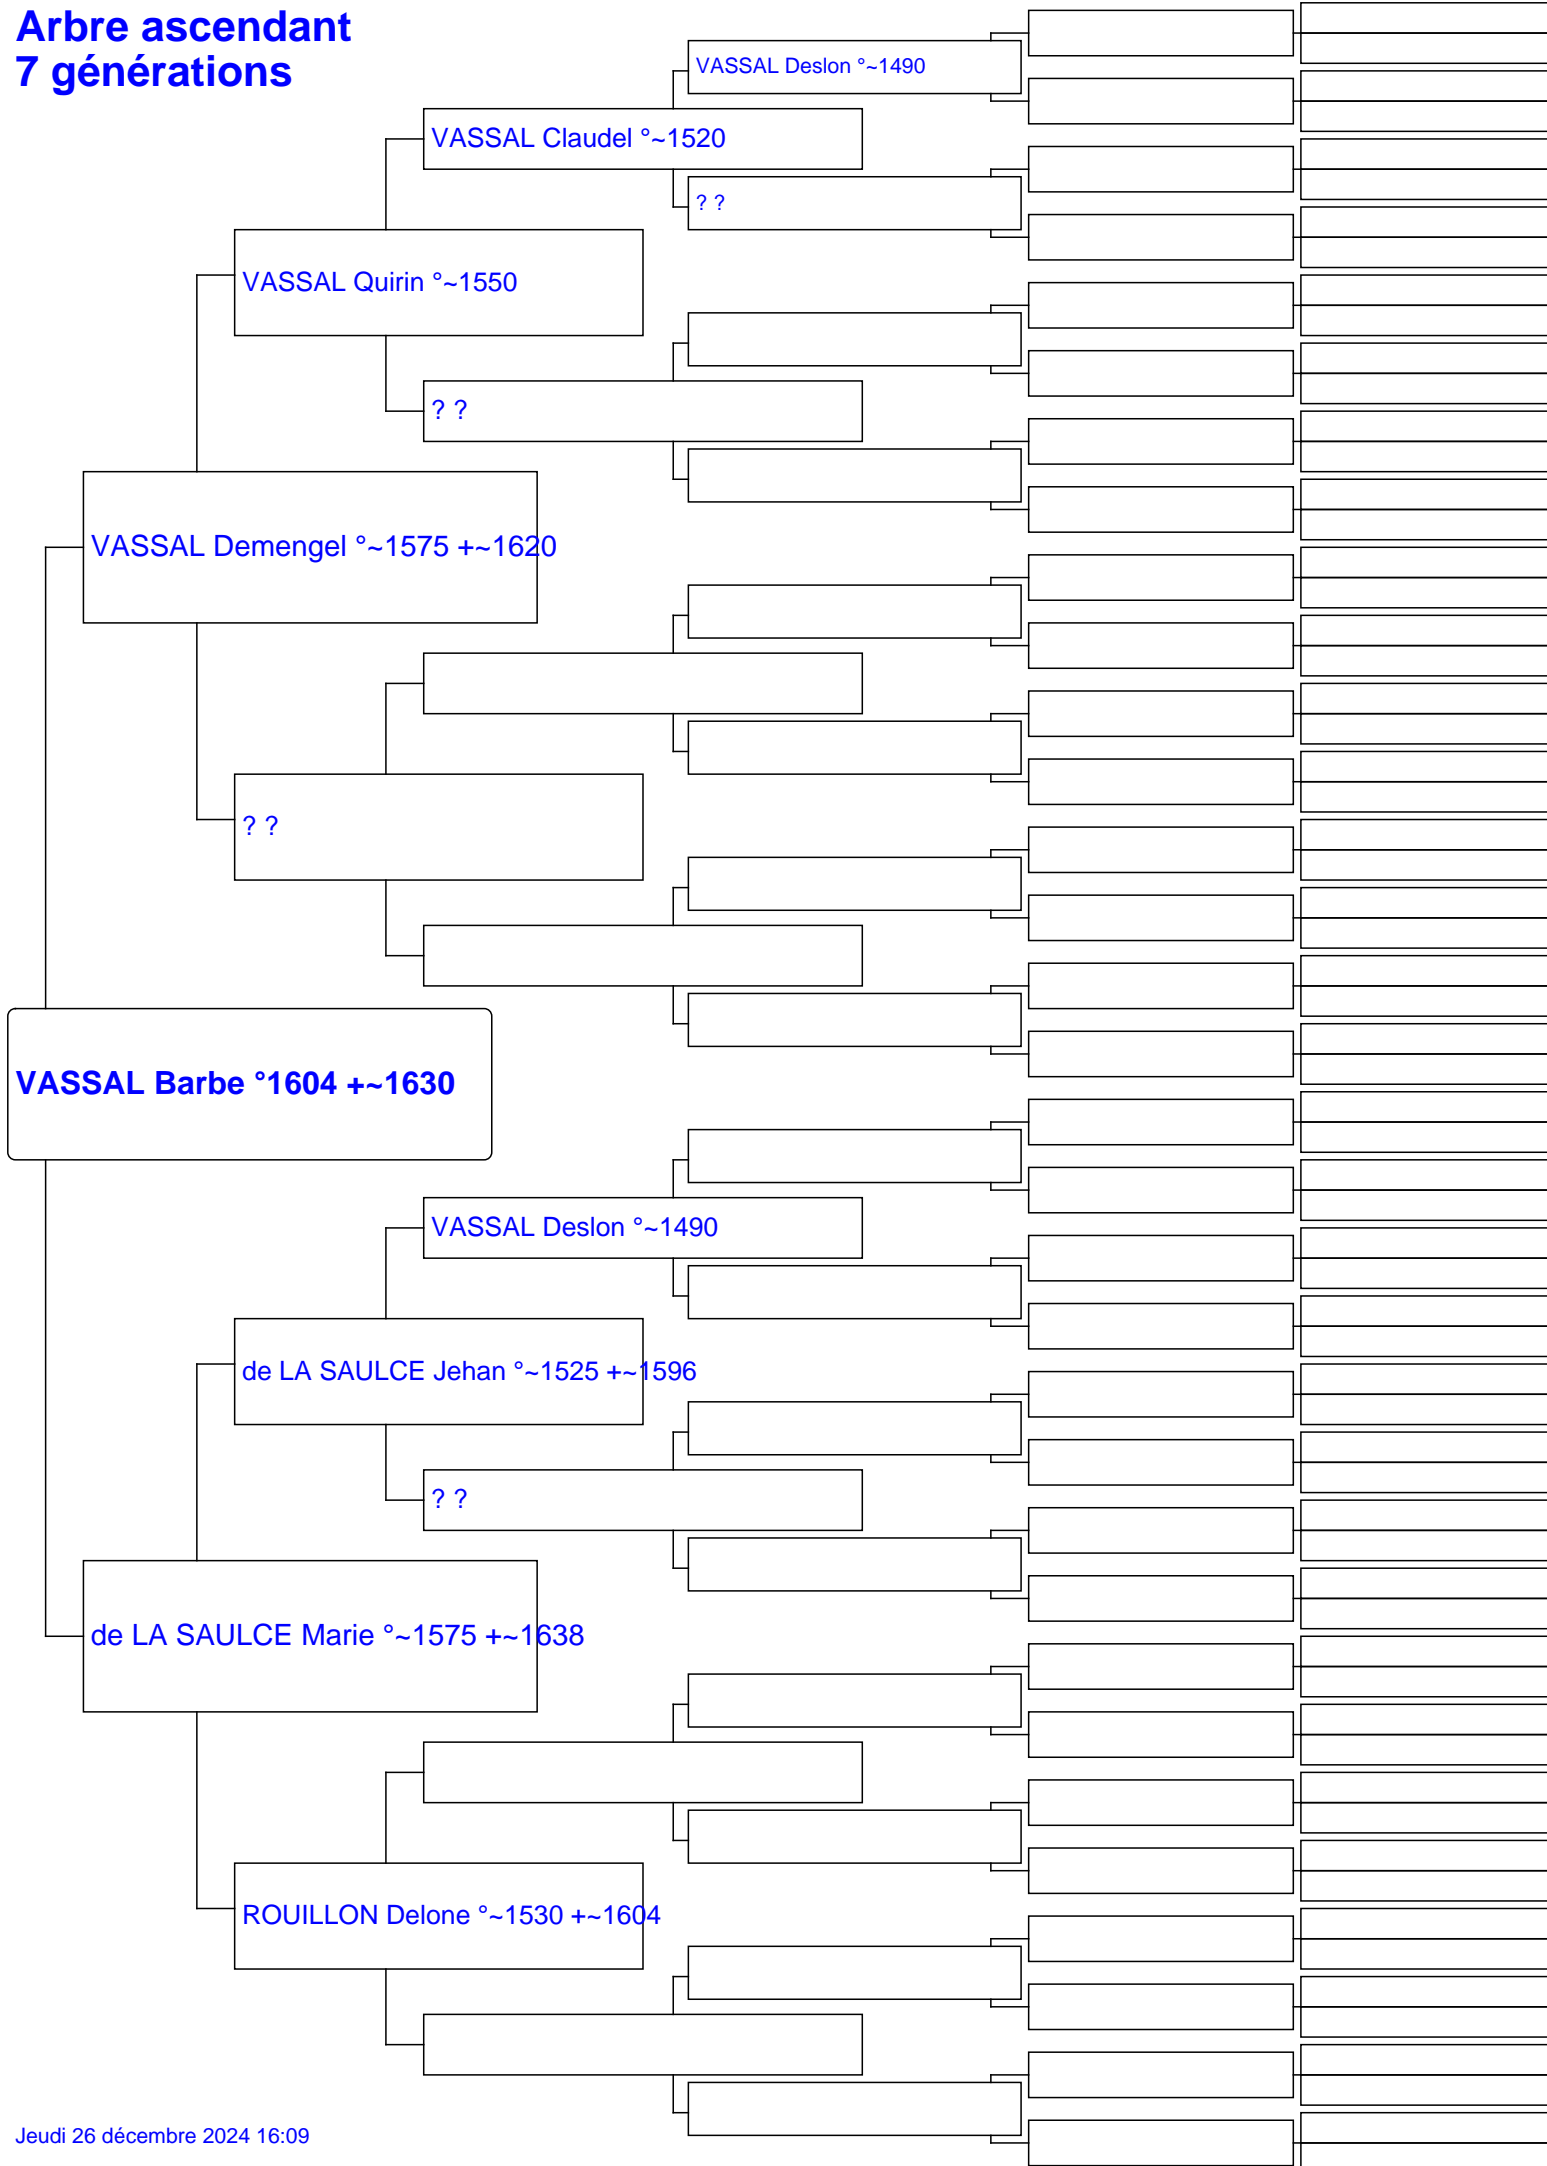 Arbre ascendant
7 générations
VASSAL Deslon °~1490
VASSAL Claudel °~1520
? ?
VASSAL Quirin °~1550
? ?
VASSAL Demengel °~1575 +~1620
? ?
VASSAL Barbe °1604 +~1630
VASSAL Deslon °~1490
de LA SAULCE Jehan °~1525 +~1596
? ?
de LA SAULCE Marie °~1575 +~1638
ROUILLON Delone °~1530 +~1604
Jeudi 26 décembre 2024 16:09